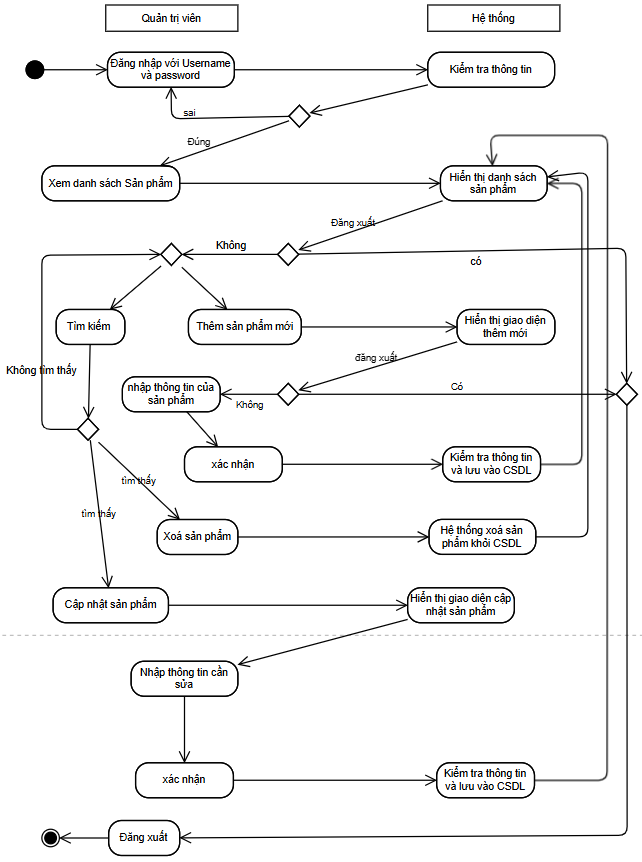 Quản trị viên
Hệ thống
Đăng nhập với Username
và password
Kiểm tra thông tin
sai
Đúng
Xem danh sách Sản phẩm
Hiển thị danh sách
sản phẩm
Đăng xuất
Không
có
Tìm kiếm
Thêm sản phẩm mới
Hiển thị giao diện
thêm mới
đăng xuất
Không tìm thấy
nhập thông tin của
sản phẩm
Không
Có
xác nhận
Kiểm tra thông tin
và lưu vào CSDL
tìm thấy
tìm thấy
Xoá sản phẩm
Hệ thống xoá sản
phẩm khỏi CSDL
Cập nhật sản phẩm
Hiển thị giao diện cập
nhật sản phẩm
Nhập thông tin cần
sửa
xác nhận
Kiểm tra thông tin
và lưu vào CSDL
Đăng xuất